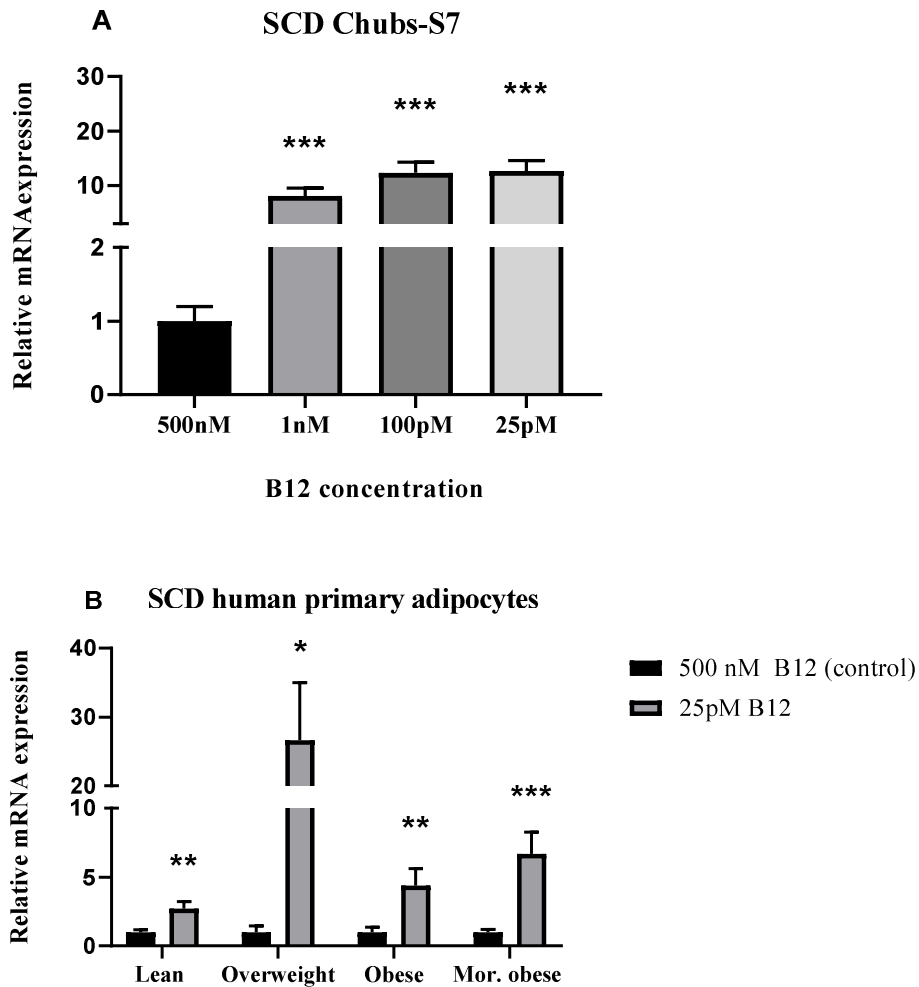 A
SCD Chubs-S7
Relative mRNAexpression
30
20
10
2
1
0
***
***
***
500nM 1nM 100pM 25pM
B12 concentration
B
SCD human primary adipocytes
Relative mRNA expression
40
30
20
10
5
0
**
*
**
***
Lean Overweight Obese Mor. obese
500 nM B12 (control)
25pM B12